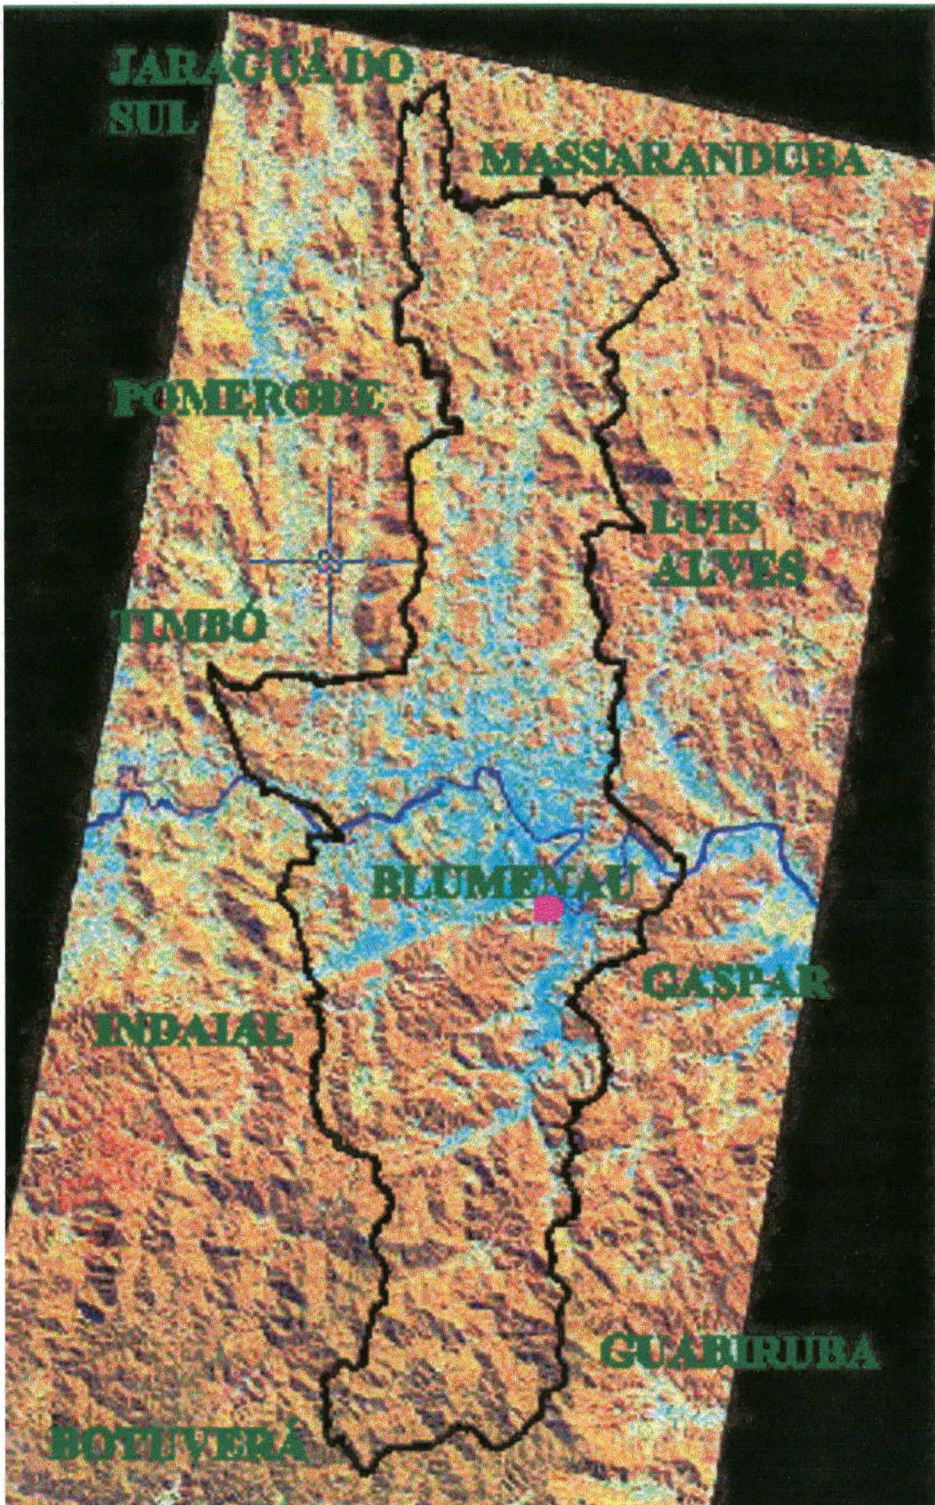 JARAGUÁ DO
SUL
MASSARANDUBA
POMERODE
LUIS
ALVES
TIMBÓ
BLUMENAU
GASPAR
INDAIAL
GUABIRUBA
BOTUVERÁ